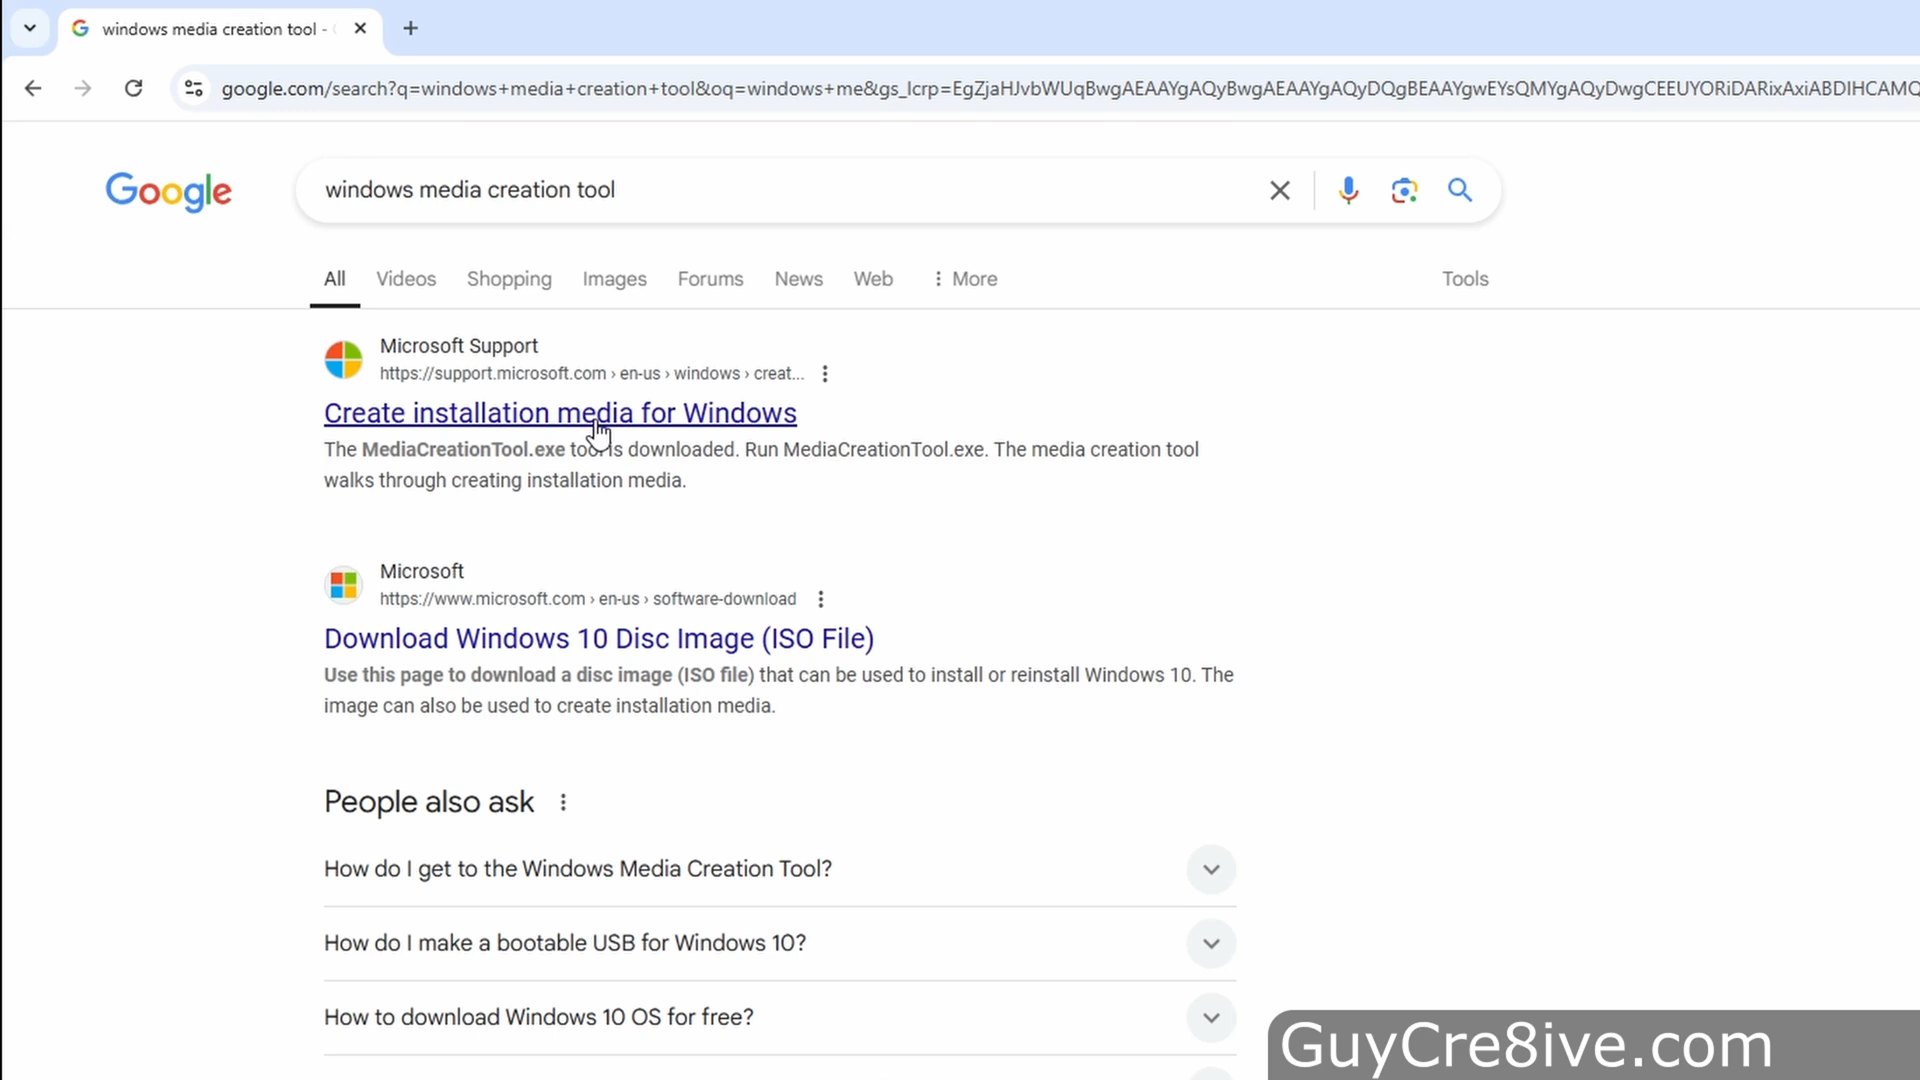 windows media creation tool -
google.com/search?q=windows+media+creation+tool&oq=windows+me&gs_lcrp=EgZjaHJvbWUqBwgAEAAYgAQyBwgAEAAYgAQyDQgBEAAYgwEYsQMYgAQyDwgCEEUYORiDARixAxiABDIHCAMQ
Google
windows media creation tool
All Videos Shopping Images Forums News Web More Tools
Microsoft Support
https://support.microsoft.com › en-us › windows › creat...
Create installation media for Windows
The MediaCreationTool.exe tool is downloaded. Run MediaCreationTool.exe. The media creation tool
walks through creating installation media.
Microsoft
https://www.microsoft.com › en-us › software-download
Download Windows 10 Disc Image (ISO File)
Use this page to download a disc image (ISO file) that can be used to install or reinstall Windows 10. The
image can also be used to create installation media.
People also ask
How do I get to the Windows Media Creation Tool?
How do I make a bootable USB for Windows 10?
How to download Windows 10 OS for free?
GuyCre8ive.com